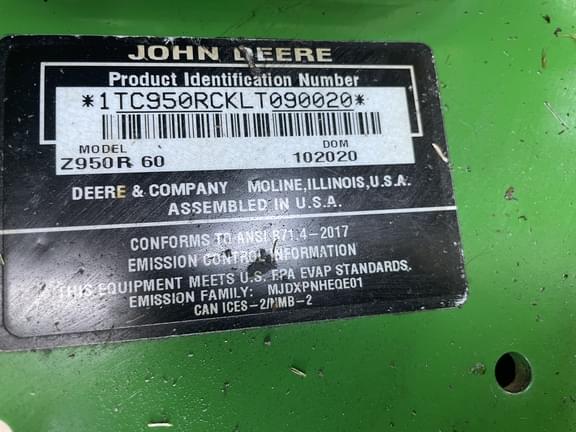 JOHN DEERE
Product Identification Number
*1TC950RCKLT090020*
MODEL DOM
Z950R 60 102020
DEERE & COMPANY MOLINE, ILLINOIS, U.S.A.
ASSEMBLED IN U.S.A.
CONFORMS TO ANSI B71.4-2017
EMISSION CONTROL INFORMATION
THIS EQUIPMENT MEETS U.S. EPA EVAP STANDARDS.
EMISSION FAMILY: MJDXPNHEQE01
CAN ICES-2/NMB-2